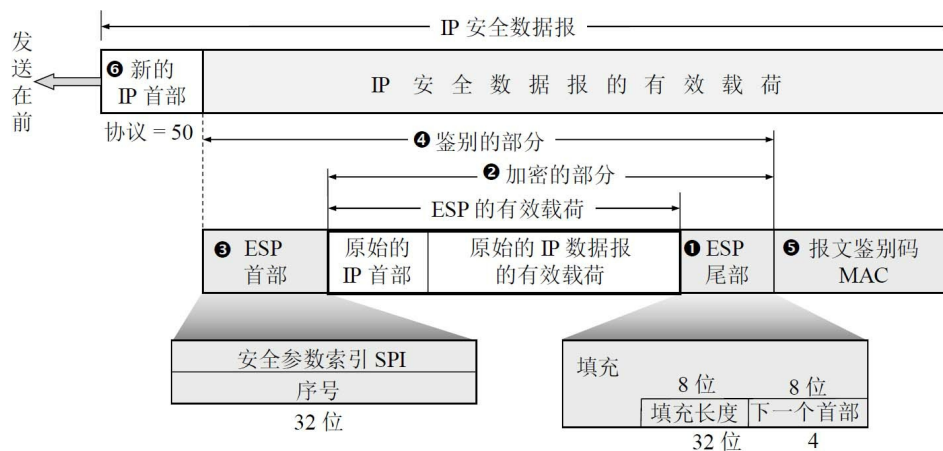 IP 安全数据报
发送在前
❻ 新的
IP 首部
IP 安全数据报的有效载荷
协议 = 50
❹ 鉴别的部分
❷ 加密的部分
ESP 的有效载荷
❸ ESP
首部
原始的
IP 首部
原始的 IP 数据报
的有效载荷
❶ ESP
尾部
❺ 报文鉴别码
MAC
安全参数索引 SPI
序号
32 位
填充
8 位
8 位
填充长度
下一个首部
32 位
4